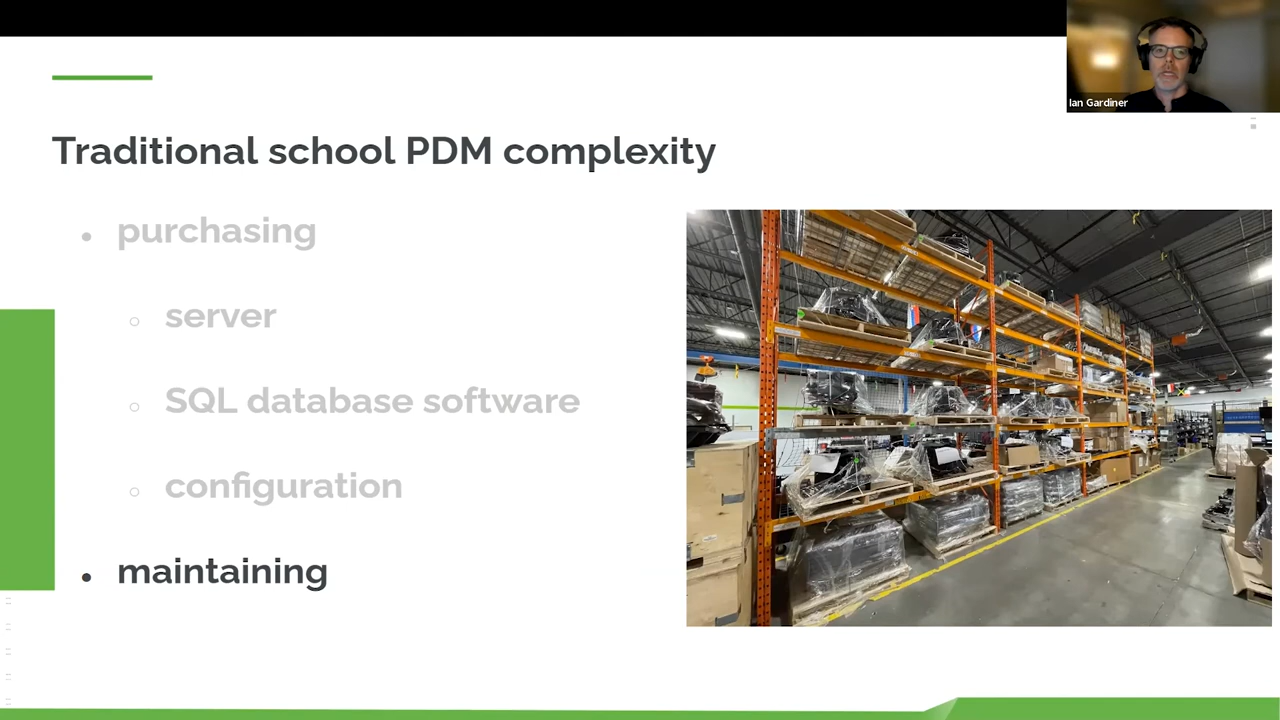 Ian Gardiner
Traditional school PDM complexity
purchasing
server
SQL database software
configuration
maintaining